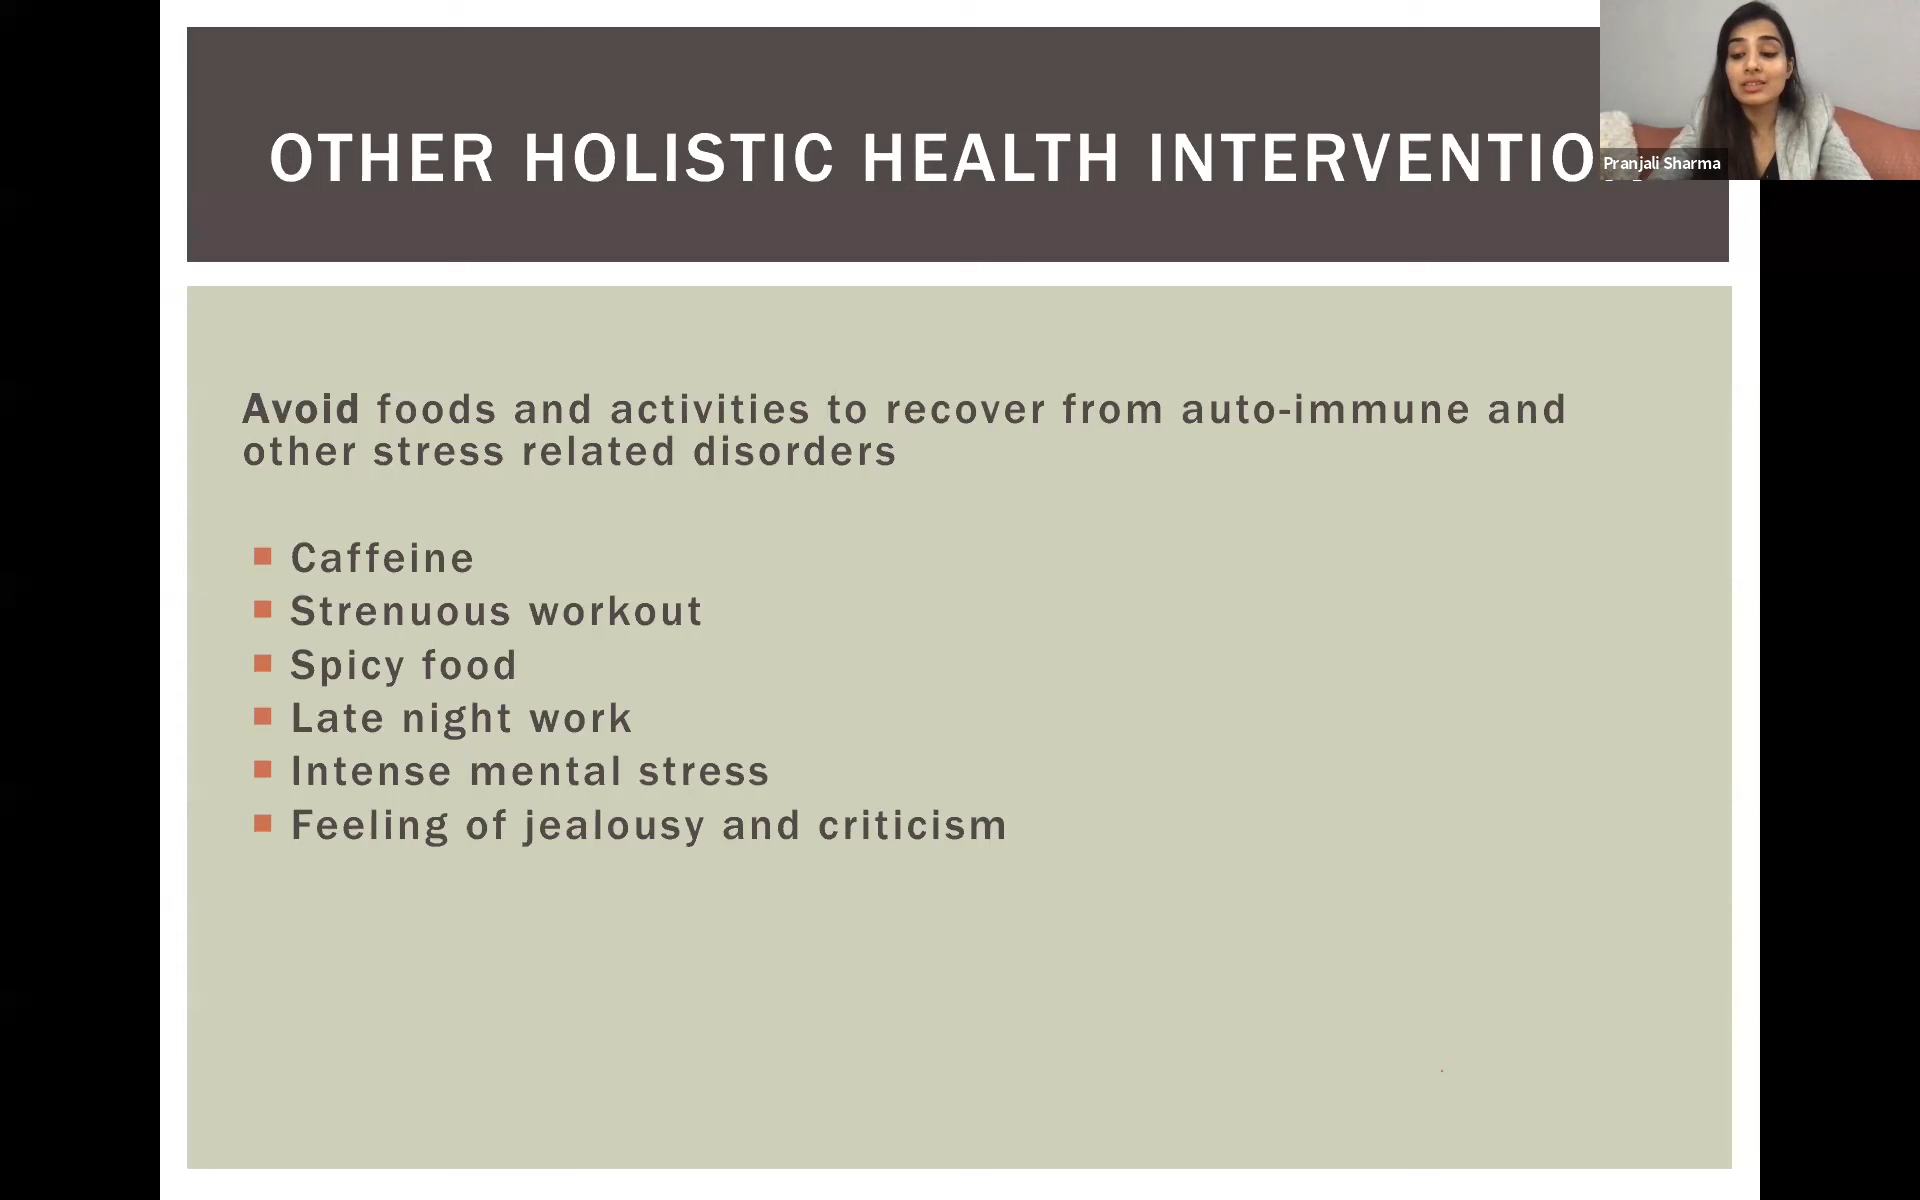 OTHER HOLISTIC HEALTH
Pranjali Sharma
Avoid foods and activities to recover from auto-immune and
other stress related disorders
Caffeine
Strenuous workout
Spicy food
Late night work
Intense mental stress
Feeling of jealousy and criticism